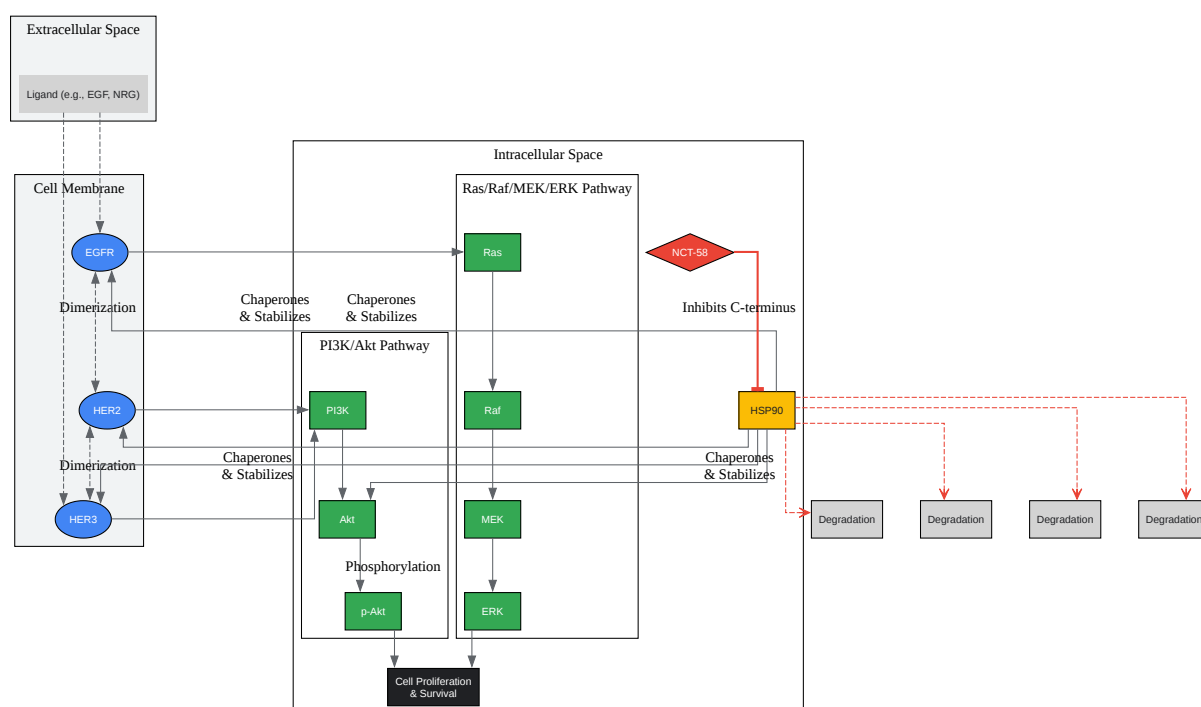 Extracellular Space
Ligand (e.g., EGF, NRG)
Intracellular Space
Cell Membrane
Ras/Raf/MEK/ERK Pathway
EGFR
Ras
NCT-58
Dimerization
Chaperones
& Stabilizes
Chaperones
& Stabilizes
Inhibits C-terminus
PI3K/Akt Pathway
HER2
PI3K
Raf
HSP90
Dimerization
Chaperones
& Stabilizes
Chaperones
& Stabilizes
HER3
Akt
MEK
Degradation
Degradation
Degradation
Degradation
Phosphorylation
p-Akt
ERK
Cell Proliferation
& Survival